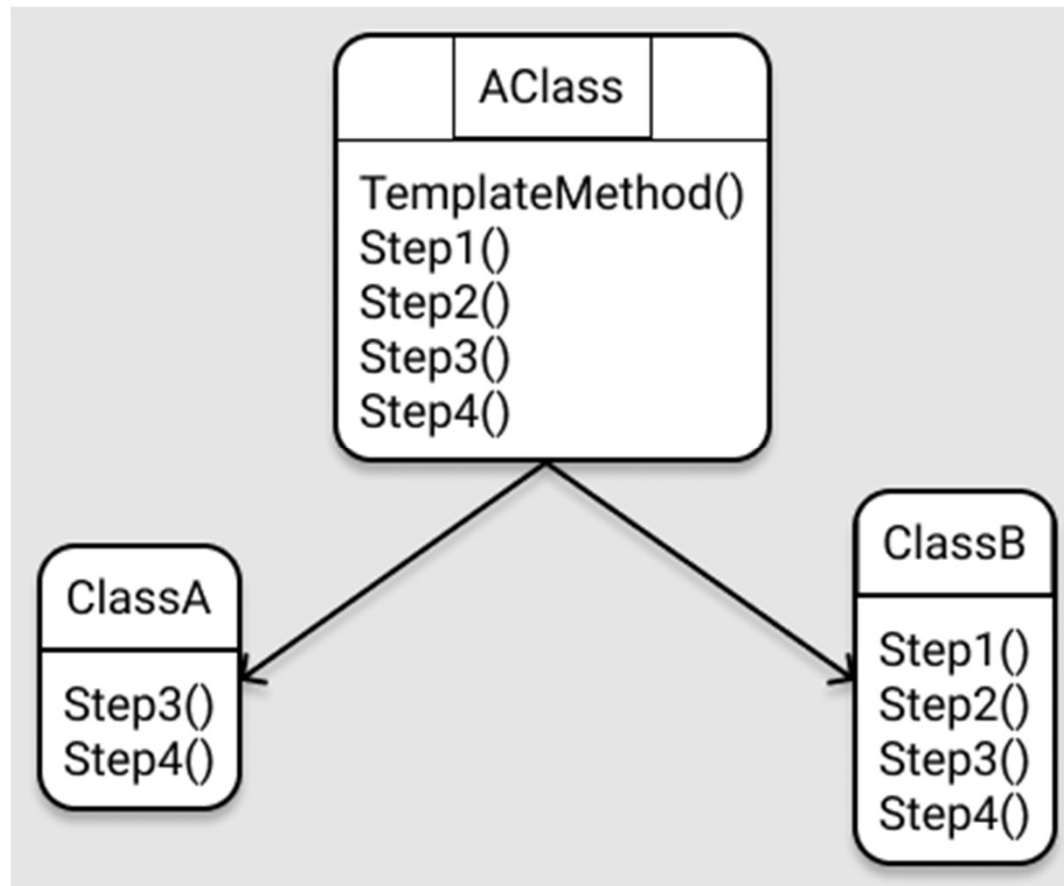 AClass
TemplateMethod()
Step1()
Step2()
Step3()
Step4()
ClassA
Step3()
Step4()
ClassB
Step1()
Step2()
Step3()
Step4()